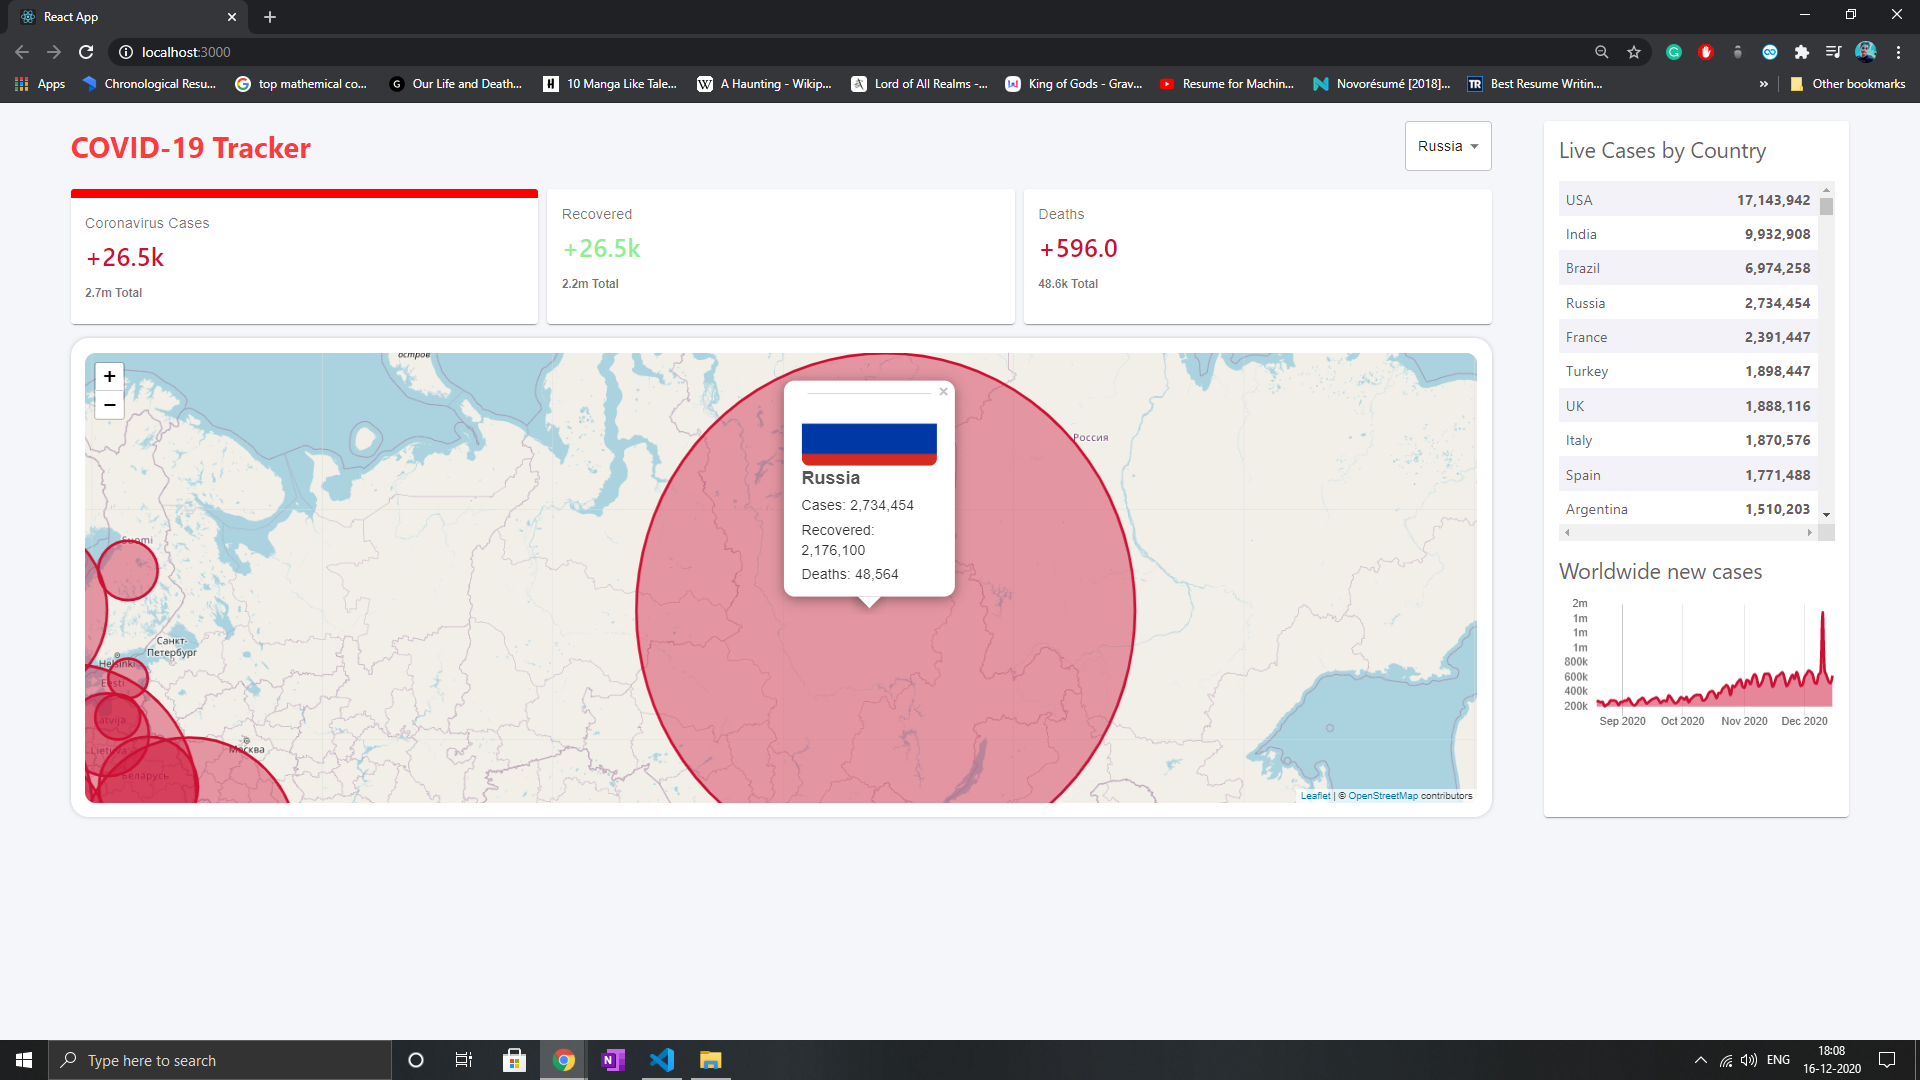 React App
localhost:3000
Apps
Chronological Resu...
top mathemical co...
Our Life and Death...
10 Manga Like Tale...
A Haunting - Wikip...
Lord of All Realms -...
King of Gods - Grav...
Resume for Machin...
Novorésumé [2018]...
Best Resume Writin...
Other bookmarks
COVID-19 Tracker
Russia
Coronavirus Cases
+26.5k
2.7m Total
Recovered
+26.5k
2.2m Total
Deaths
+596.0
48.6k Total
+
−
остров
Россия
Suomi
Санкт-
Петербург
Helsinki
Eesti
Latvija
Lietuva
Москва
Беларусь
Russia
Cases: 2,734,454
Recovered:
2,176,100
Deaths: 48,564
Leaflet | © OpenStreetMap contributors
Live Cases by Country
USA 17,143,942
India 9,932,908
Brazil 6,974,258
Russia 2,734,454
France 2,391,447
Turkey 1,898,447
UK 1,888,116
Italy 1,870,576
Spain 1,771,488
Argentina 1,510,203
Worldwide new cases
2m
1m
1m
1m
800k
600k
400k
200k
Sep 2020 Oct 2020 Nov 2020 Dec 2020
Type here to search
ENG
18:08
16-12-2020